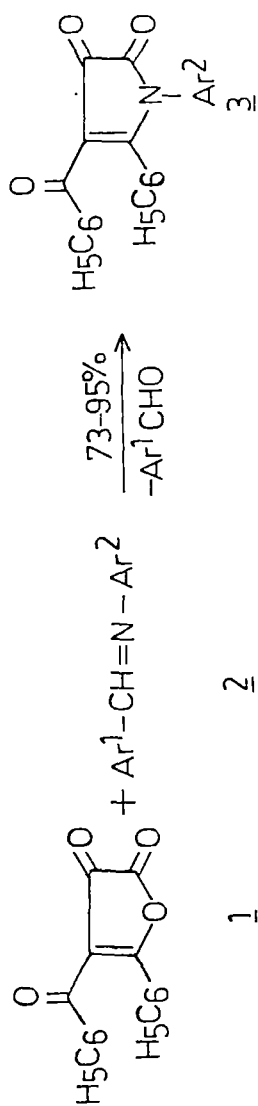 O
O
H5C6
O
H5C6
O
1
+ Ar1-CH=N-Ar2
2
73-95%
-Ar1CHO
O
O
H5C6
O
H5C6
N
Ar2
3